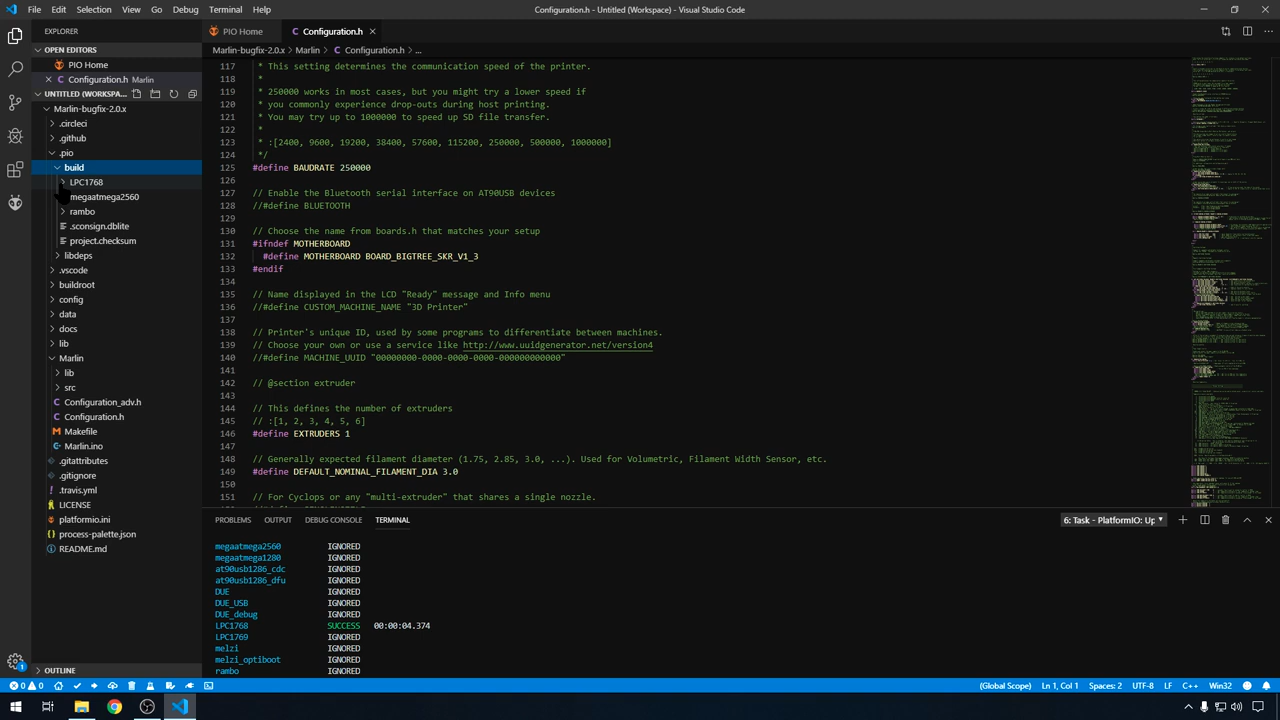 File Edit Selection View Go Debug Terminal Help
Configuration.h - Untitled (Workspace) - Visual Studio Code
EXPLORER
PIO Home
Configuration.h
OPEN EDITORS
PIO Home
Configuration.h Marlin
UNTITLED (WORKSPA...
Marlin-bugfix-2.0.x
.circleci
.github
.pio
build
LPC1768
megaatmega2560
rambo
.sconsign.dblite
project.checksum
libdeps
.vscode
buildroot
config
data
docs
lib
Marlin
lib
src
Configuration_adv.h
Configuration.h
Makefile
Marlin.ino
.gitattributes
.gitignore
.travis.yml
LICENSE
platformio.ini
process-palette.json
README.md
OUTLINE
Marlin-bugfix-2.0.x > Marlin > Configuration.h > ...
117 * This setting determines the communication speed of the printer.
118 *
119 * 250000 works in most cases, but you might try a lower speed if
120 * you commonly experience drop-outs during host printing.
121 * You may try up to 1000000 to speed up SD file transfer.
122 *
123 * :[2400, 9600, 19200, 38400, 57600, 115200, 250000, 500000, 1000000]
124 */
125 #define BAUDRATE 250000
126
127 // Enable the Bluetooth serial interface on AT90USB devices
128 //#define BLUETOOTH
129
130 // Choose the name from boards.h that matches your setup
131 #ifndef MOTHERBOARD
132 #define MOTHERBOARD BOARD_BIGTREE_SKR_V1_3
133 #endif
134
135 // Name displayed in the LCD "Ready" message and Info menu
136 //#define CUSTOM_MACHINE_NAME "3D Printer"
137
138 // Printer's unique ID, used by some programs to differentiate between machines.
139 // Choose your own or use a service like http://www.uuidgenerator.net/version4
140 //#define MACHINE_UUID "00000000-0000-0000-0000-000000000000"
141
142 // @section extruder
143
144 // This defines the number of extruders
145 // :[1, 2, 3, 4, 5, 6]
146 #define EXTRUDERS 1
147
148 // Generally expected filament diameter (1.75, 2.85, 3.0, ...). Used for Volumetric, Filament Width Sensor, etc.
149 #define DEFAULT_NOMINAL_FILAMENT_DIA 3.0
150
151 // For Cyclops or any "multi-extruder" that shares a single nozzle.
PROBLEMS OUTPUT DEBUG CONSOLE TERMINAL
6: Task - PlatformIO: Up
megaatmega2560 IGNORED
megaatmega1280 IGNORED
at90usb1286_cdc IGNORED
at90usb1286_dfu IGNORED
DUE IGNORED
DUE_USB IGNORED
DUE_debug IGNORED
LPC1768 SUCCESS 00:00:04.374
LPC1769 IGNORED
melzi IGNORED
melzi_optiboot IGNORED
rambo IGNORED
1
0 0
(Global Scope) Ln 1, Col 1 Spaces: 2 UTF-8 LF C++ Win32